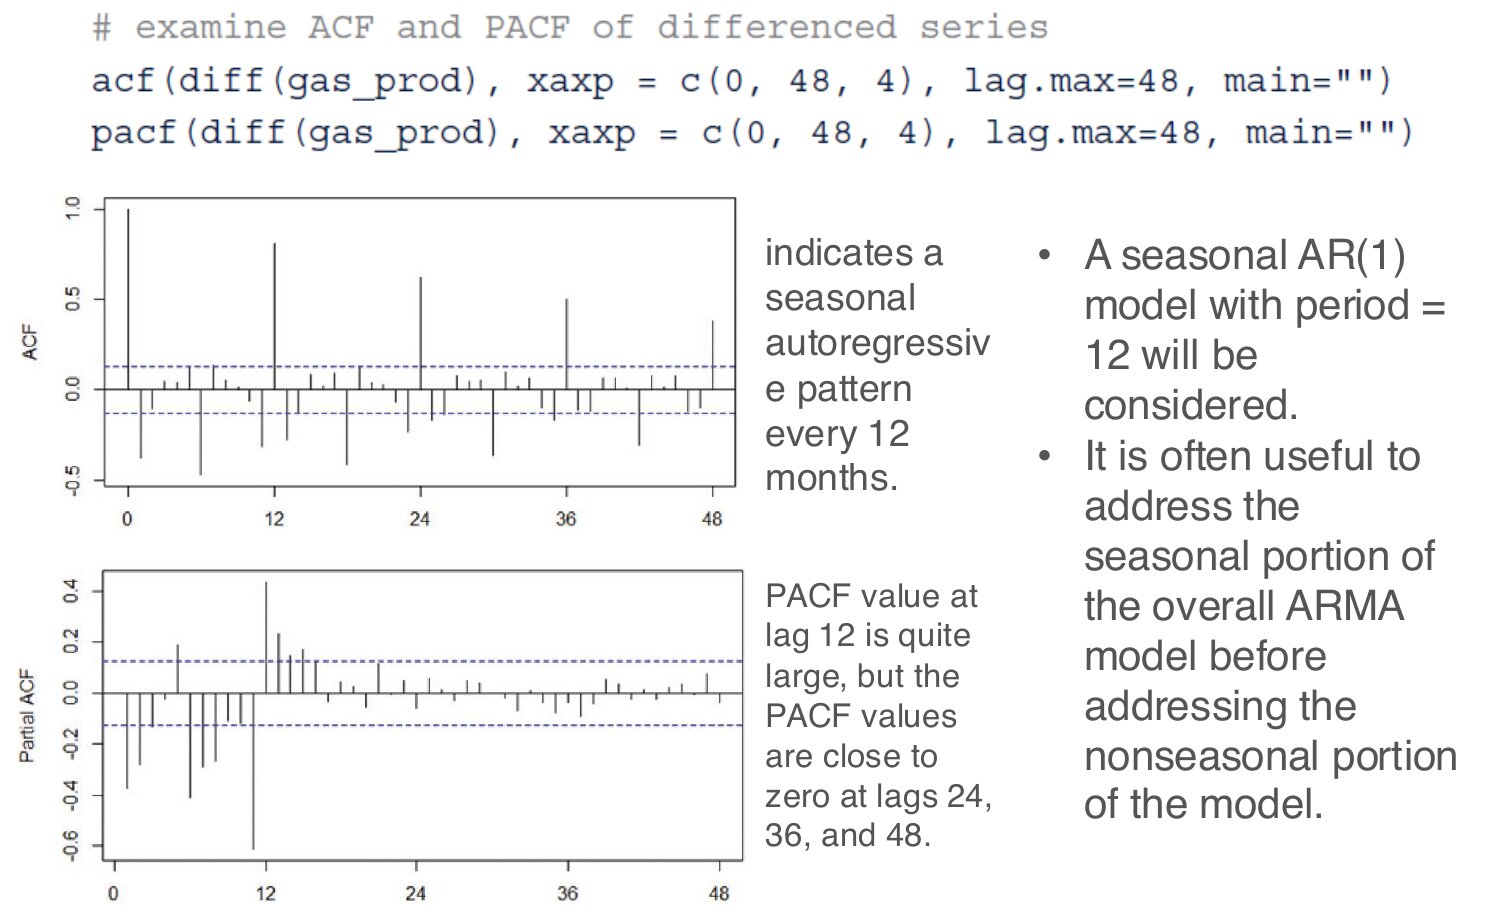 # examine ACF and PACF of differenced series
acf(diff(gas_prod), xaxp = c(0, 48, 4), lag.max=48, main="")
pacf(diff(gas_prod), xaxp = c(0, 48, 4), lag.max=48, main="")
ACF
1.0
0.5
0.0
-0.5
0 12 24 36 48
indicates a
seasonal
autoregressiv
e pattern
every 12
months.
Partial ACF
0.4
0.2
0.0
-0.2
-0.4
-0.6
0 12 24 36 48
PACF value at
lag 12 is quite
large, but the
PACF values
are close to
zero at lags 24,
36, and 48.
• A seasonal AR(1)
model with period =
12 will be
considered.
• It is often useful to
address the
seasonal portion of
the overall ARMA
model before
addressing the
nonseasonal portion
of the model.